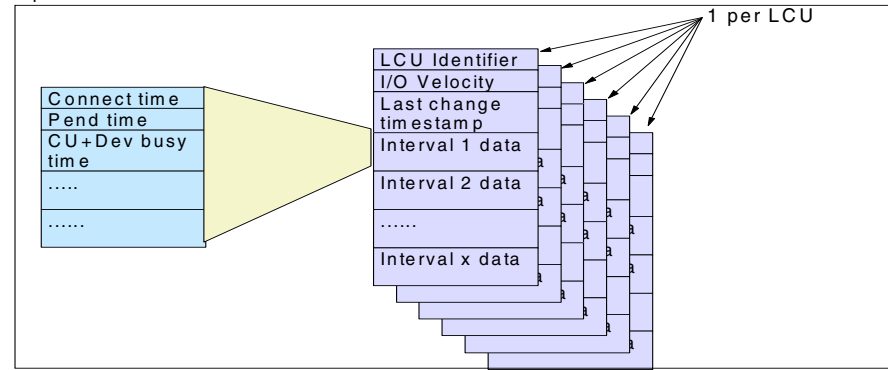 1 per LCU
Connect time
Pend time
CU+Dev busy
time
.....
......
LCU Identifier
I/O Velocity
Last change
timestamp
Interval 1 data
Interval 2 data
......
Interval x data